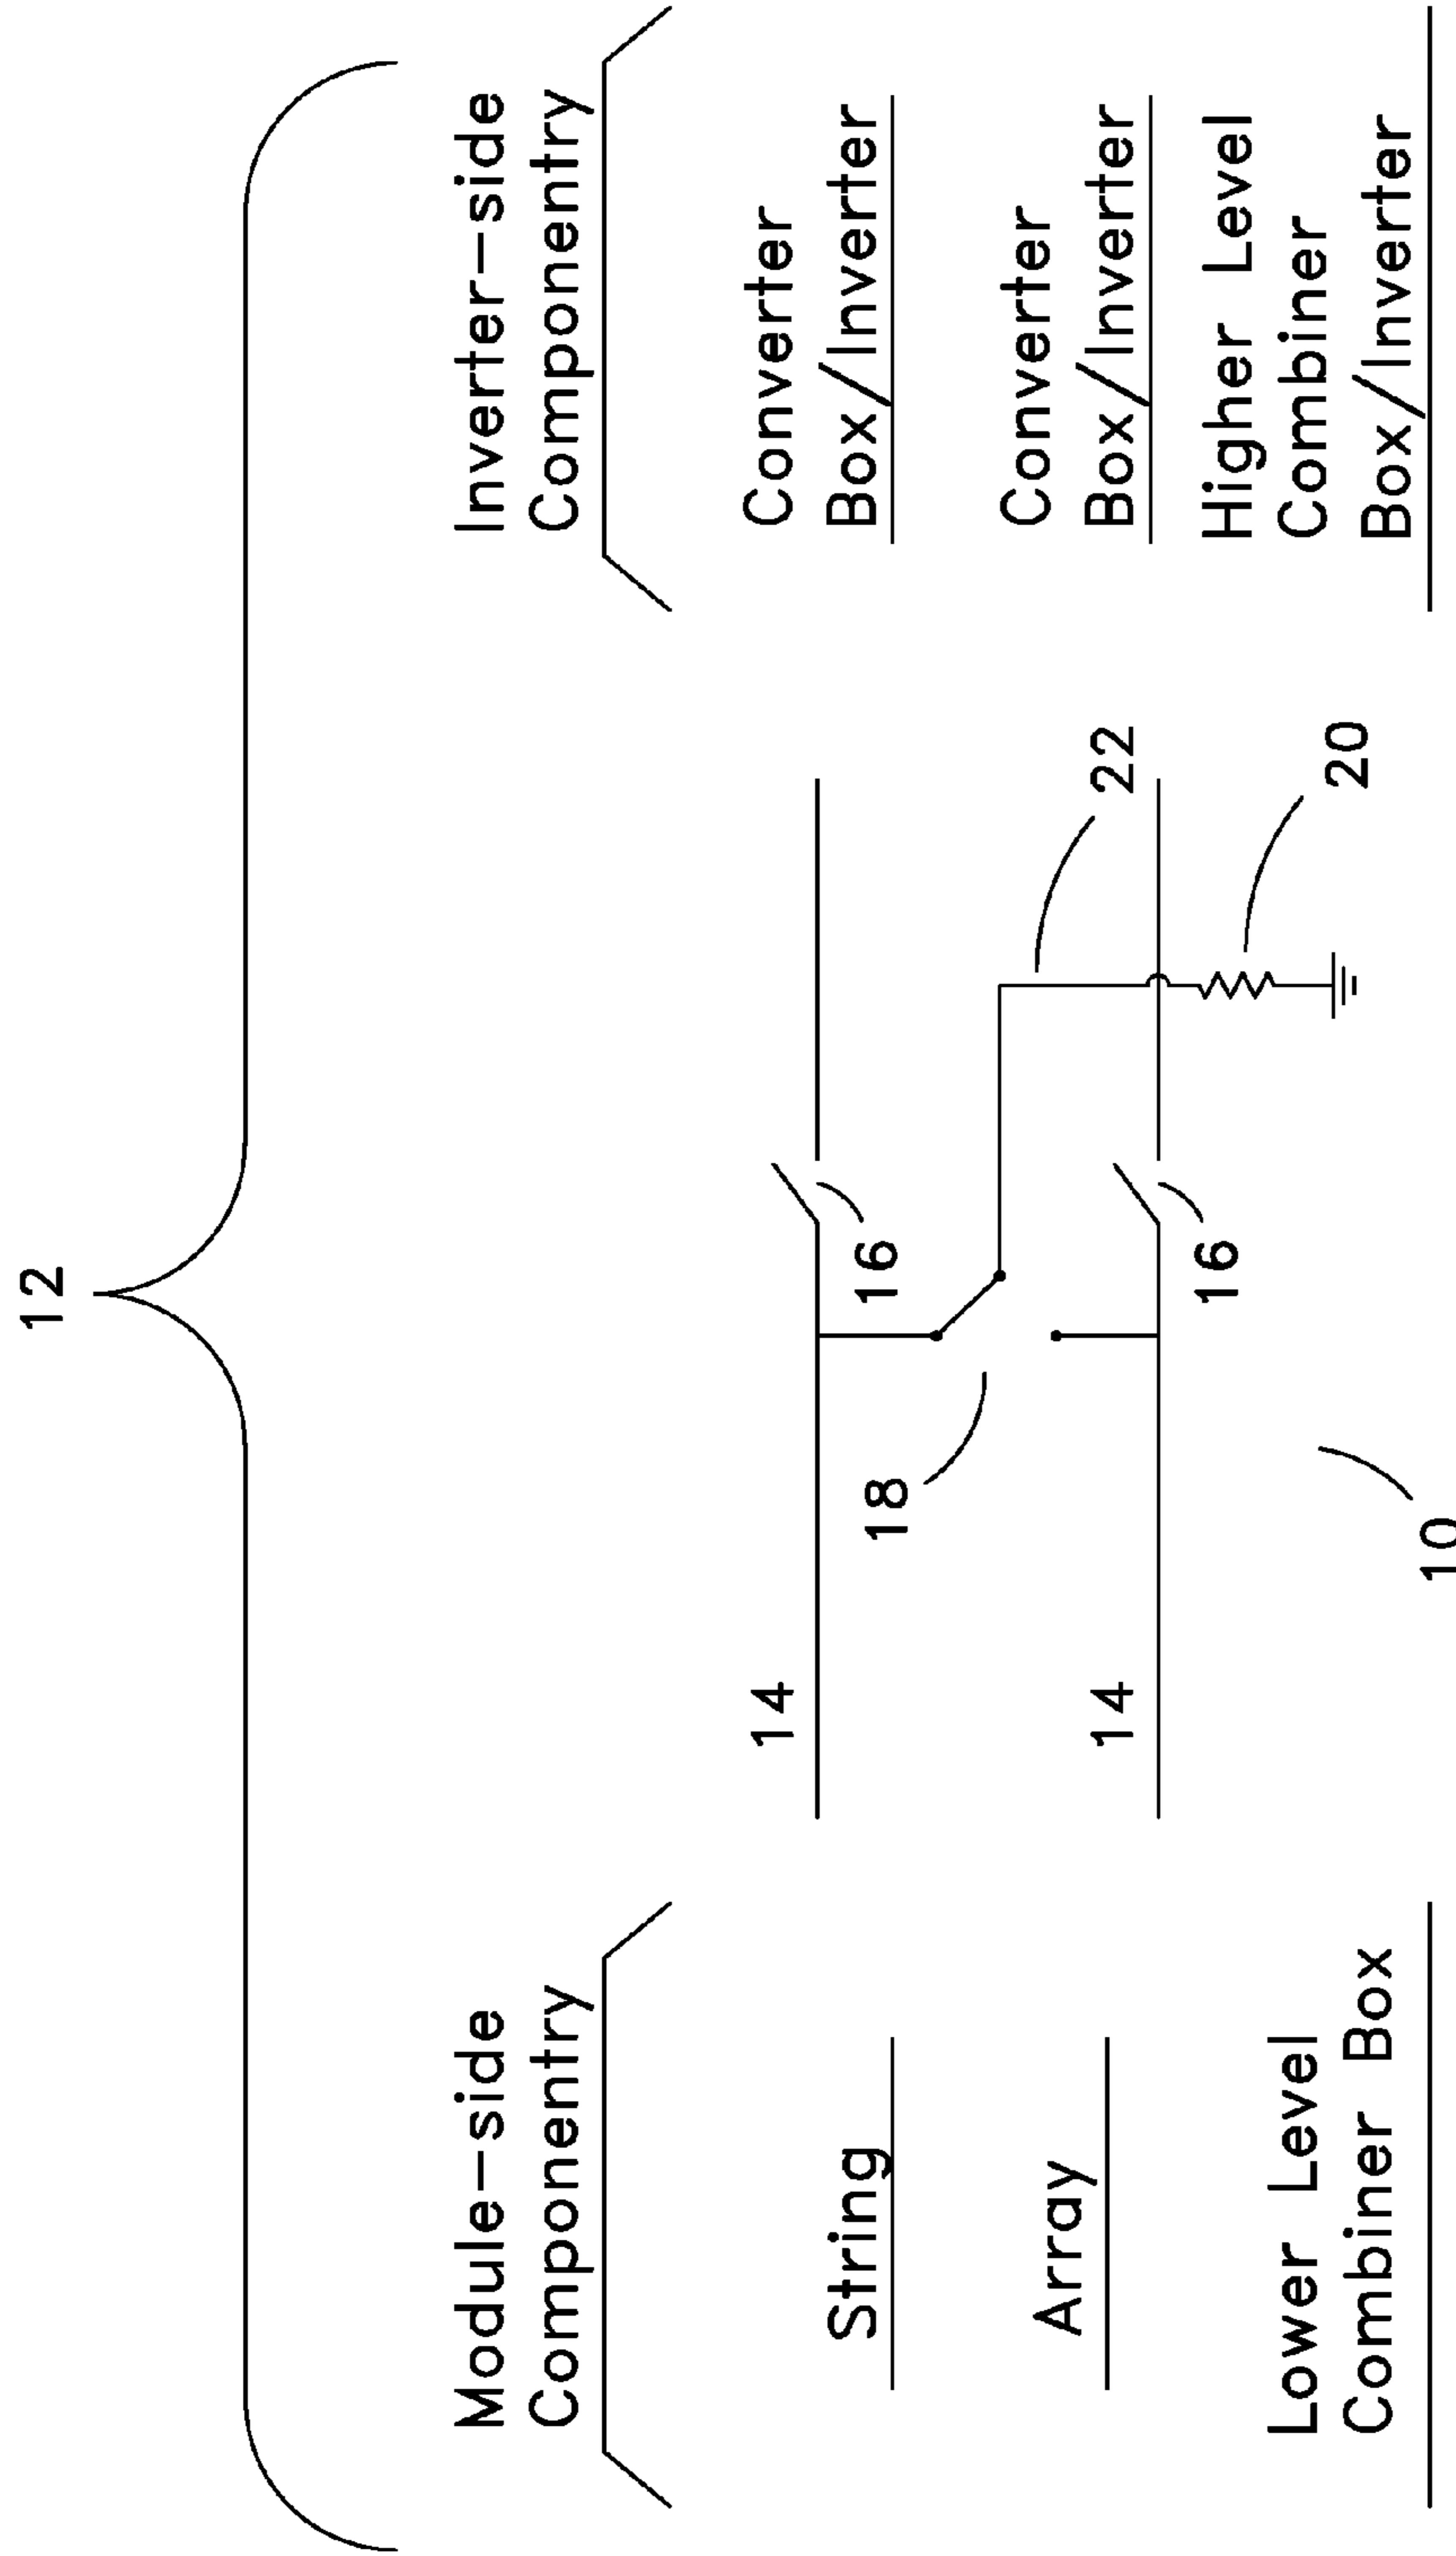 12
Module-side
Componentry
Inverter-side
Componentry
String
Array
Lower Level
Combiner Box
14
14
18
16
16
22
20
10
Converter
Box/Inverter
Converter
Box/Inverter
Higher Level
Combiner
Box/Inverter